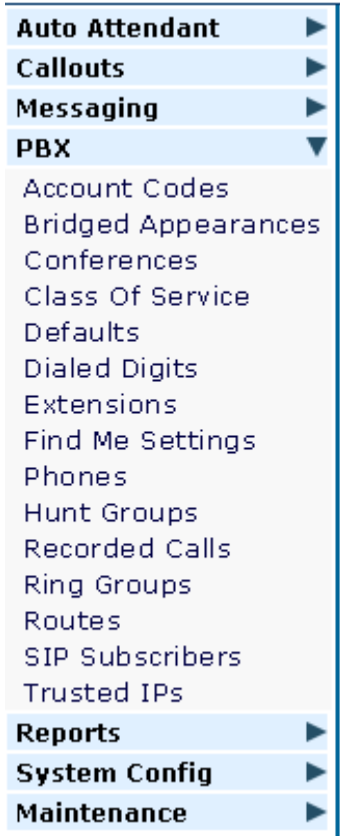 Auto Attendant
Callouts
Messaging
PBX
Account Codes
Bridged Appearances
Conferences
Class Of Service
Defaults
Dialed Digits
Extensions
Find Me Settings
Phones
Hunt Groups
Recorded Calls
Ring Groups
Routes
SIP Subscribers
Trusted IPs
Reports
System Config
Maintenance